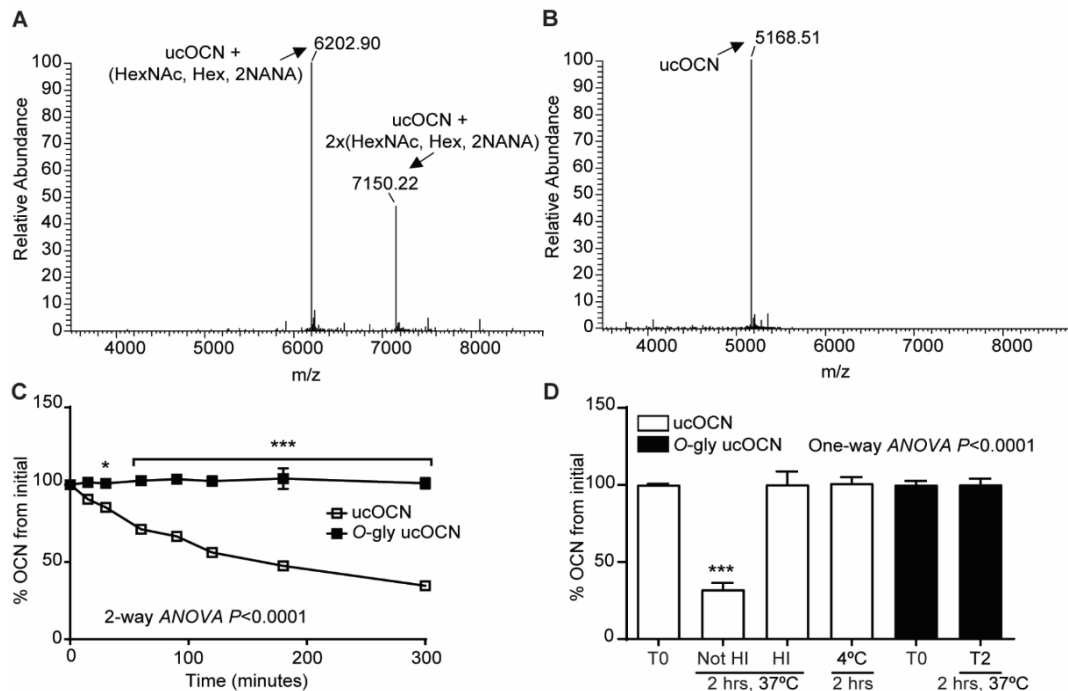 A
ucOCN +
(HexNAc, Hex, 2NANA)
6202.90
ucOCN +
2x(HexNAc, Hex, 2NANA)
7150.22
Relative Abundance
100
90
80
70
60
50
40
30
20
10
0
4000 5000 6000 7000 8000
m/z
B
5168.51
ucOCN
Relative Abundance
100
90
80
70
60
50
40
30
20
10
0
4000 5000 6000 7000 8000
m/z
C
% OCN from initial
150
100
50
0
* ***
ucOCN
O-gly ucOCN
2-way ANOVA P<0.0001
0 100 200 300
Time (minutes)
D
% OCN from initial
150
100
50
0
ucOCN
O-gly ucOCN
One-way ANOVA P<0.0001
***
T0 Not HI HI 4ºC T0 T2
2 hrs, 37ºC 2 hrs 2 hrs, 37ºC